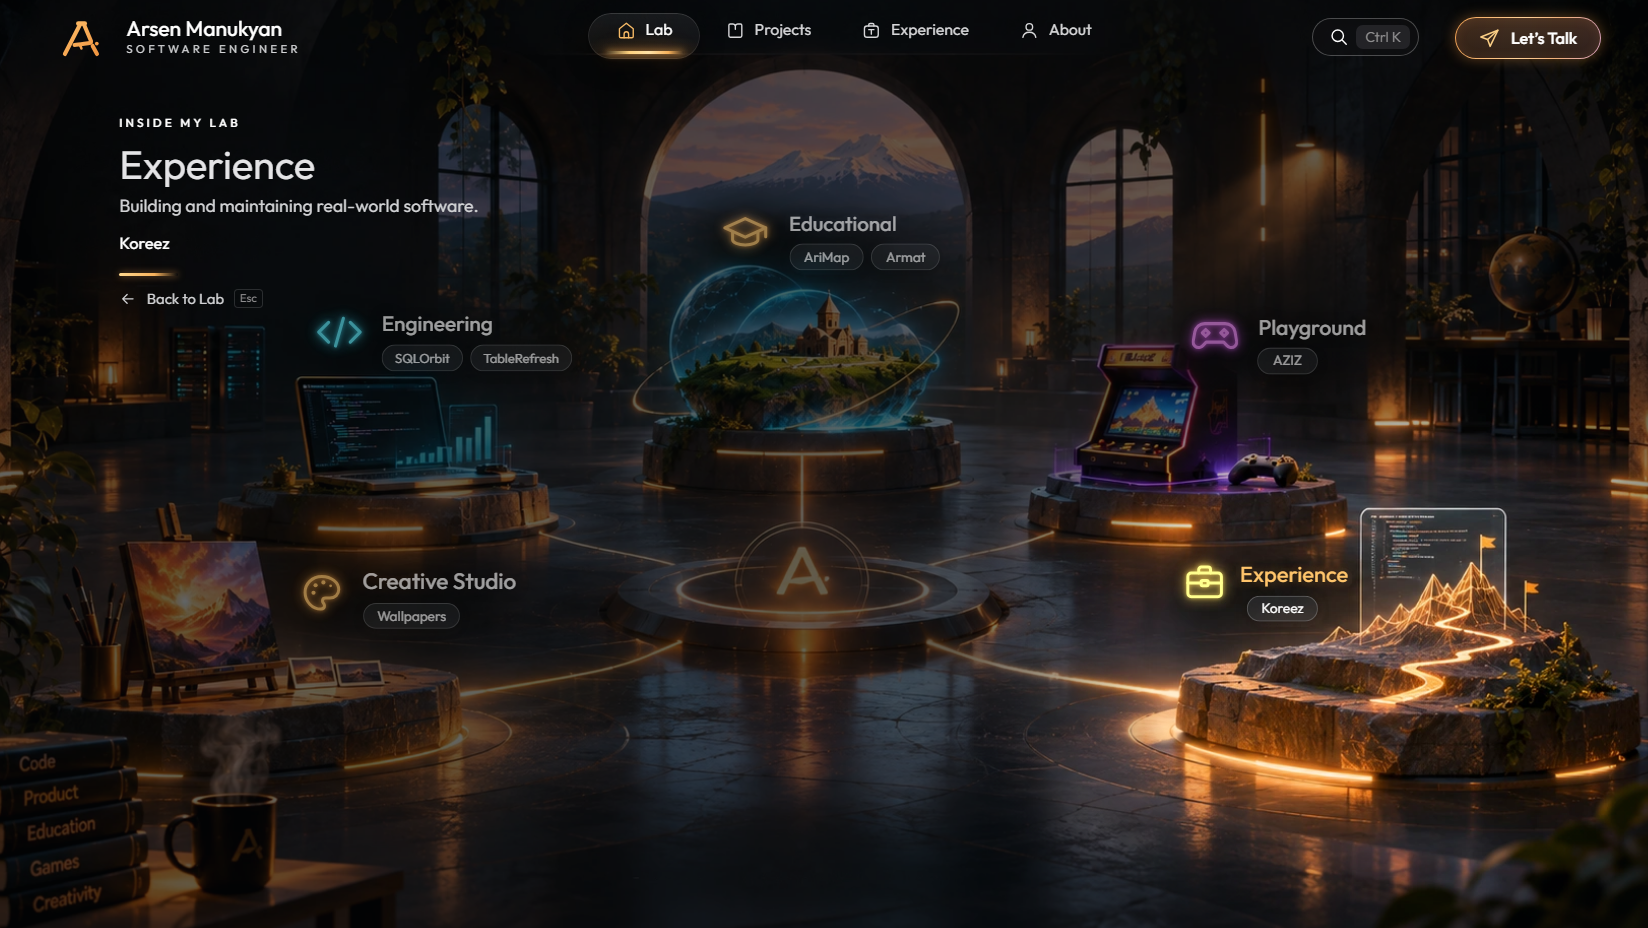 Arsen Manukyan
SOFTWARE ENGINEER
Lab
Projects
Experience
About
Ctrl K
Let's Talk
INSIDE MY LAB
Experience
Building and maintaining real-world software.
Koreez
Back to Lab Esc
Educational
AriMap Armat
Engineering
SQLOrbit TableRefresh
Playground
AZIZ
Creative Studio
Wallpapers
Experience
Koreez
Code
Product
Education
Games
Creativity